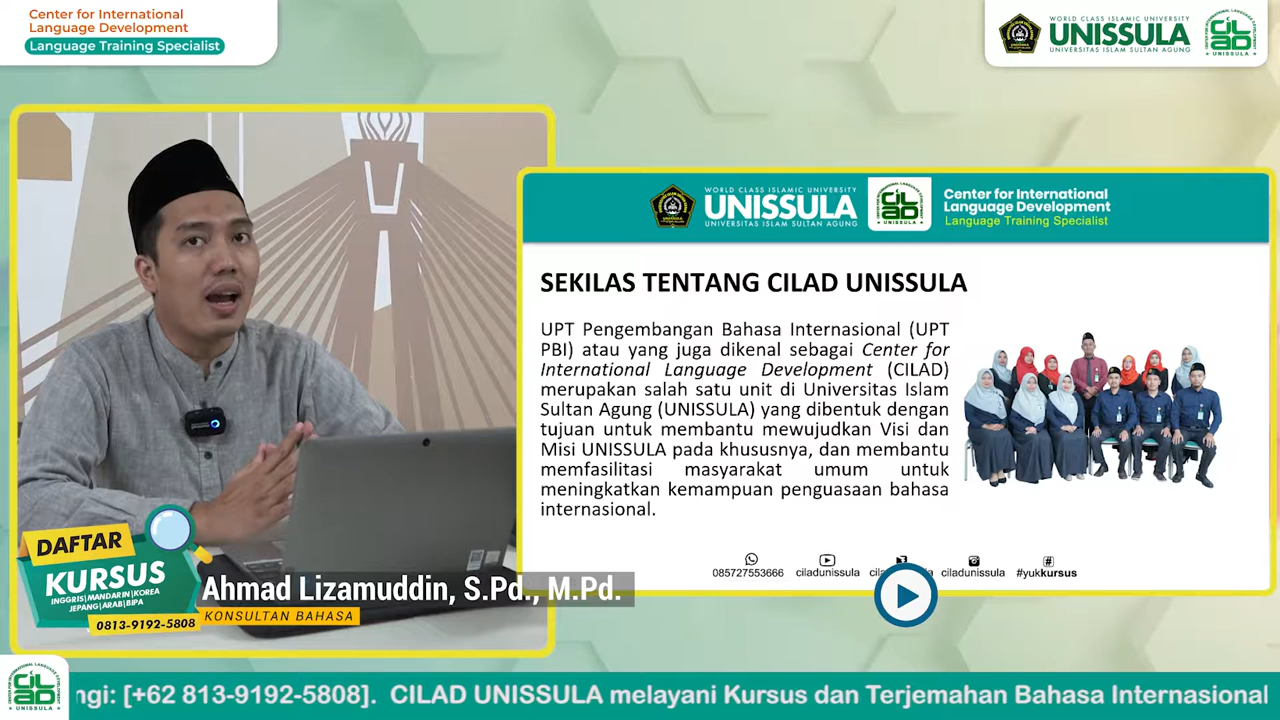 Center for International
Language Development
Language Training Specialist
WORLD CLASS ISLAMIC UNIVERSITY
UNISSULA
UNIVERSITAS ISLAM SULTAN AGUNG
CILAD
UNISSULA
WORLD CLASS ISLAMIC UNIVERSITY
UNISSULA
UNIVERSITAS ISLAM SULTAN AGUNG
CILAD
UNISSULA
Center for International
Language Development
Language Training Specialist
SEKILAS TENTANG CILAD UNISSULA
UPT Pengembangan Bahasa Internasional (UPT
PBI) atau yang juga dikenal sebagai Center for
International Language Development (CILAD)
merupakan salah satu unit di Universitas Islam
Sultan Agung (UNISSULA) yang dibentuk dengan
tujuan untuk membantu mewujudkan Visi dan
Misi UNISSULA pada khususnya, dan membantu
memfasilitasi masyarakat umum untuk
meningkatkan kemampuan penguasaan bahasa
internasional.
085727553666
ciladunissula
ciladunissula
#yukkursus
DAFTAR
KURSUS
INGGRIS|MANDARIN|KOREA
JEPANG|ARAB|BIPA
0813-9192-5808
Ahmad Lizamuddin, S.Pd., M.Pd.
KONSULTAN BAHASA
CILAD
UNISSULA
ngi: [+62 813-9192-5808]. CILAD UNISSULA melayani Kursus dan Terjemahan Bahasa Internasional